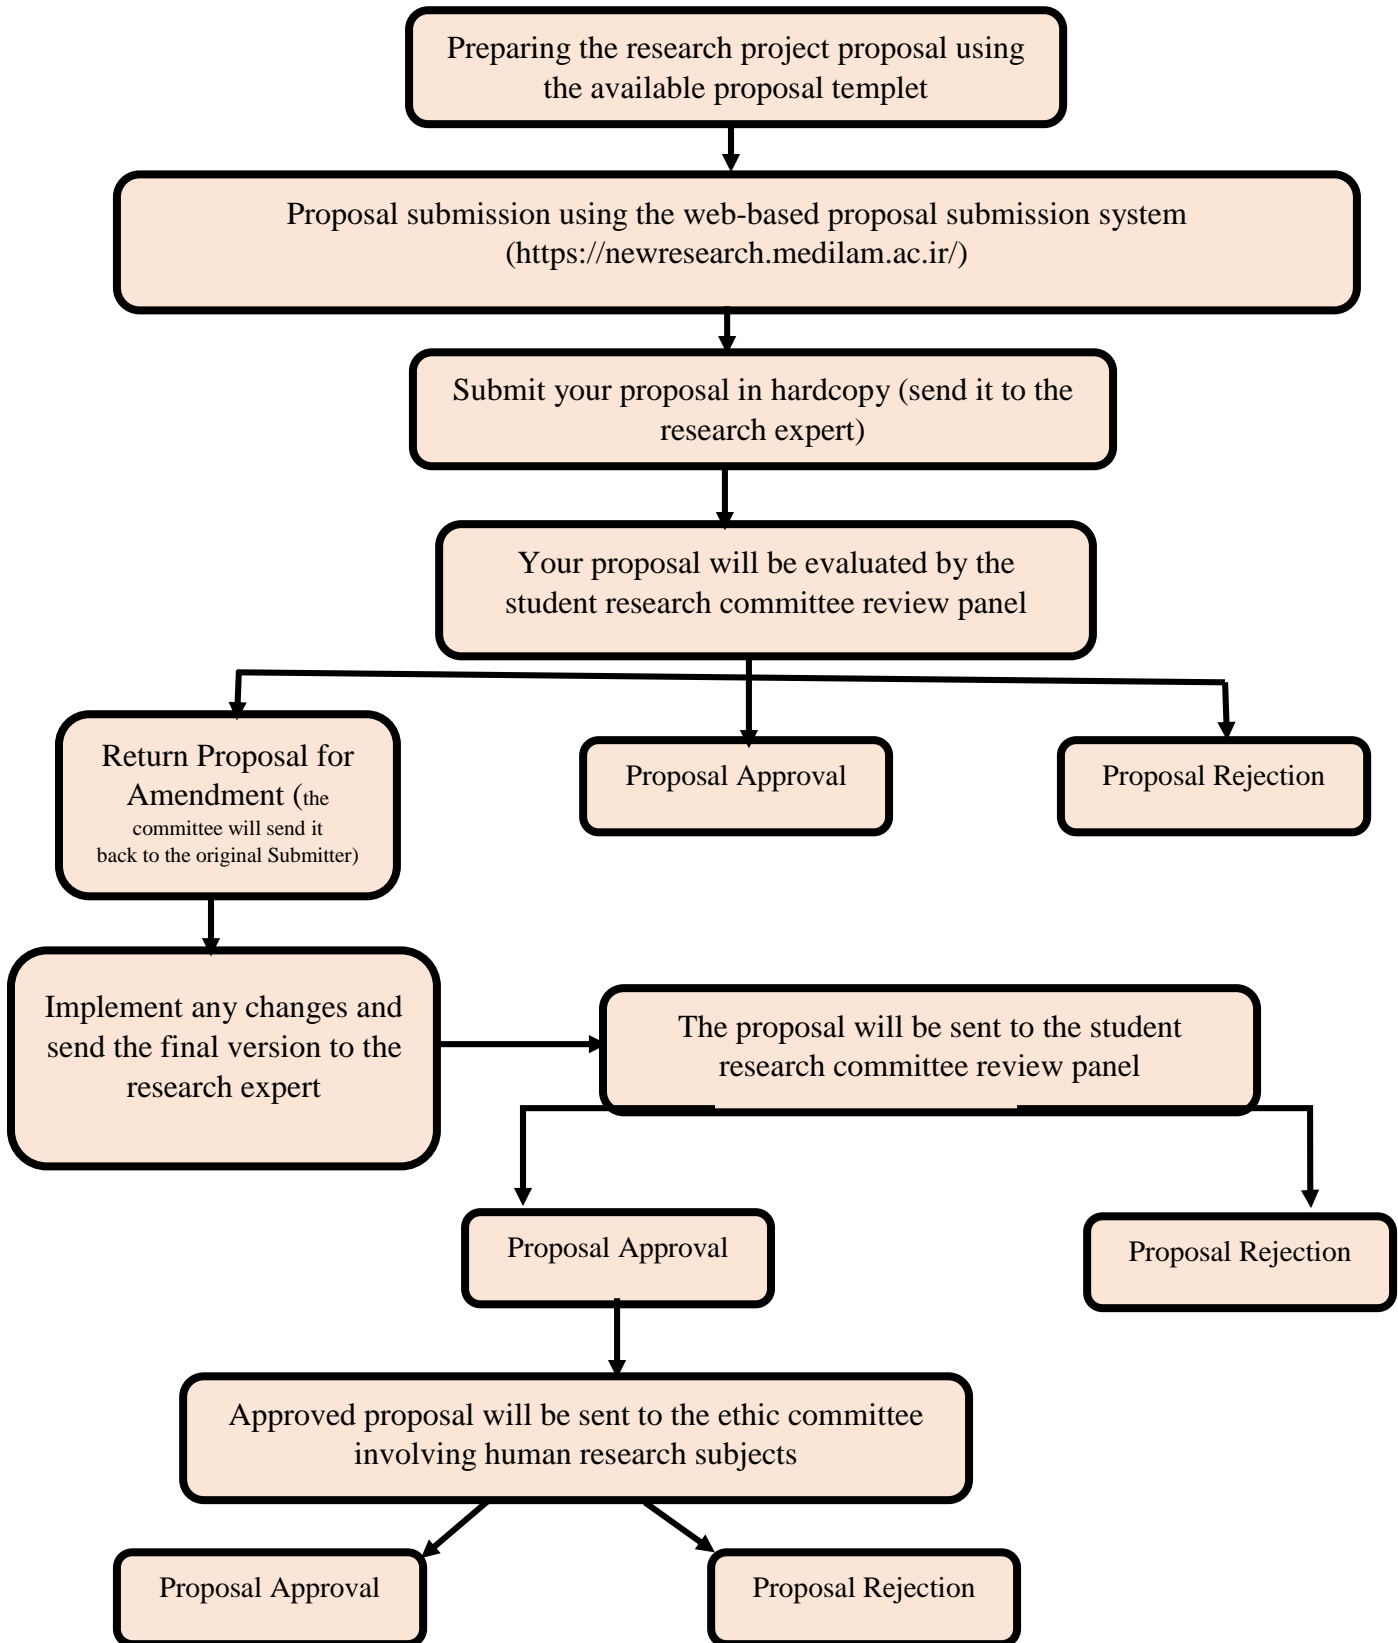 Preparing the research project proposal using
the available proposal templet
Proposal submission using the web-based proposal submission system
(https://newresearch.medilam.ac.ir/)
Submit your proposal in hardcopy (send it to the
research expert)
Your proposal will be evaluated by the
student research committee review panel
Return Proposal for
Amendment (the
committee will send it
back to the original Submitter)
Proposal Approval
Proposal Rejection
Implement any changes and
send the final version to the
research expert
The proposal will be sent to the student
research committee review panel
Proposal Approval
Proposal Rejection
Approved proposal will be sent to the ethic committee
involving human research subjects
Proposal Approval
Proposal Rejection